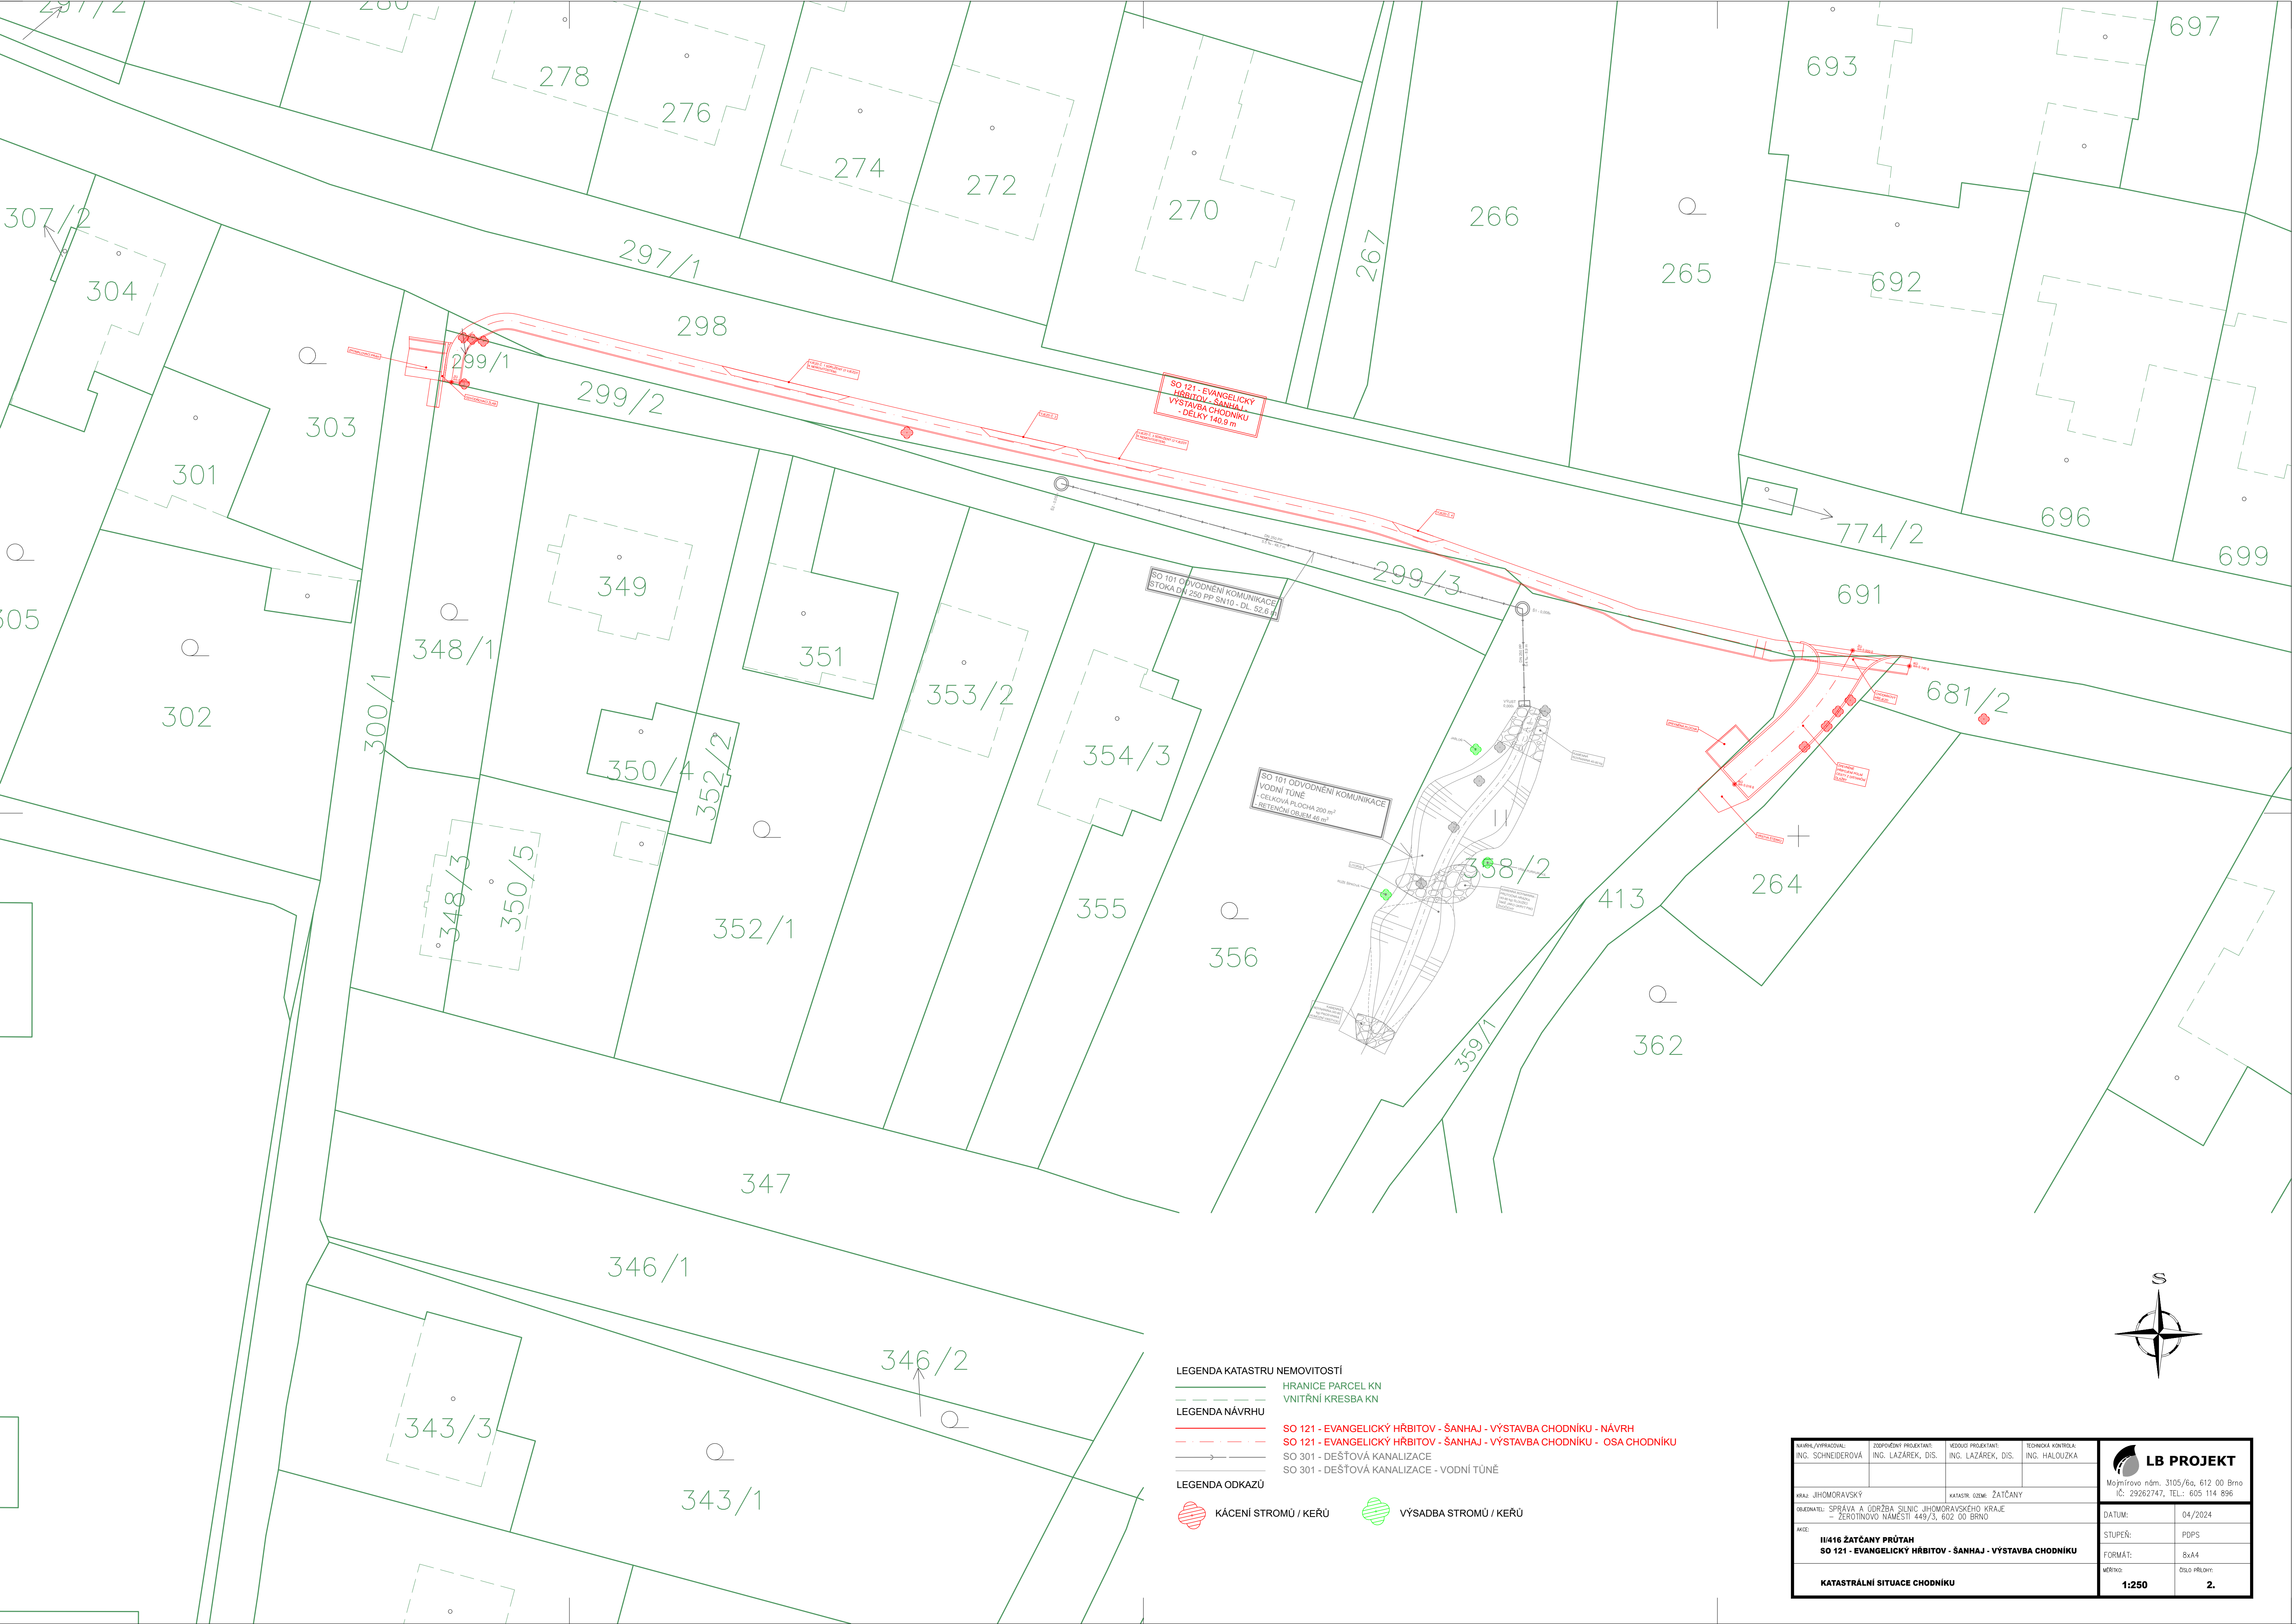 297/2
280
278
276
274
272
270
267
266
265
693
697
692
696
699
774/2
691
681/2
307/2
304
303
301
305
302
297/1
298
299/1
299/2
299/3
300/1
348/1
349
351
350/4
352/2
353/2
354/3
348/3
350/5
352/1
355
356
358/2
413
264
362
359/1
347
346/1
346/2
343/3
343/1
SO 121 - EVANGELICKÝ
HŘBITOV - ŠANHAJ -
VÝSTAVBA CHODNÍKU
- DÉLKY 140.9 m
SO 101 ODVODNĚNÍ KOMUNIKACE
STOKA DN 250 PP SN10 - DL. 52.6 m
SO 101 ODVODNĚNÍ KOMUNIKACE
VODNÍ TŮNĚ
- CELKOVÁ PLOCHA 200 m²
- RETENČNÍ OBJEM 46 m³
S
LEGENDA KATASTRU NEMOVITOSTÍ
HRANICE PARCEL KN
VNITŘNÍ KRESBA KN
LEGENDA NÁVRHU
SO 121 - EVANGELICKÝ HŘBITOV - ŠANHAJ - VÝSTAVBA CHODNÍKU - NÁVRH
SO 121 - EVANGELICKÝ HŘBITOV - ŠANHAJ - VÝSTAVBA CHODNÍKU - OSA CHODNÍKU
SO 301 - DEŠŤOVÁ KANALIZACE
SO 301 - DEŠŤOVÁ KANALIZACE - VODNÍ TŮNĚ
LEGENDA ODKAZŮ
KÁCENÍ STROMŮ / KEŘŮ
VÝSADBA STROMŮ / KEŘŮ
NAVRHL/VYPRACOVAL:
ING. SCHNEIDEROVÁ
ZODPOVĚDNÝ PROJEKTANT:
ING. LAZÁREK, DiS.
VEDOUCÍ PROJEKTANT:
ING. LAZÁREK, DiS.
TECHNICKÁ KONTROLA:
ING. HALOUZKA
LB PROJEKT
Mojmírovo nám. 3105/6a, 612 00 Brno
IČ: 29262747, TEL.: 605 114 896
KRAJ: JIHOMORAVSKÝ
KATASTR. ÚZEMÍ: ŽATČANY
OBJEDNATEL: SPRÁVA A ÚDRŽBA SILNIC JIHOMORAVSKÉHO KRAJE
– ŽEROTÍNOVO NÁMĚSTÍ 449/3, 602 00 BRNO
AKCE:
II/416 ŽATČANY PRŮTAH
SO 121 - EVANGELICKÝ HŘBITOV - ŠANHAJ - VÝSTAVBA CHODNÍKU
KATASTRÁLNÍ SITUACE CHODNÍKU
DATUM: 04/2024
STUPEŇ: PDPS
FORMÁT: 8xA4
MĚŘÍTKO:
1:250
ČÍSLO PŘÍLOHY:
2.